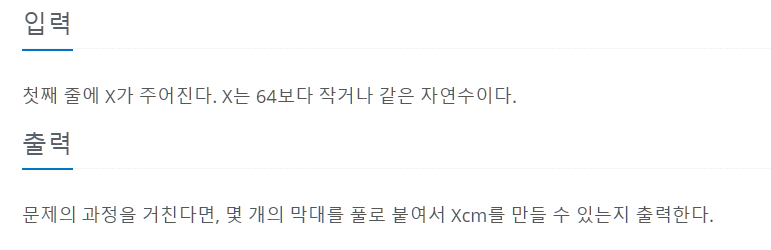 입력
첫째 줄에 X가 주어진다. X는 64보다 작거나 같은 자연수이다.
출력
문제의 과정을 거친다면, 몇 개의 막대를 풀로 붙여서 Xcm를 만들 수 있는지 출력한다.